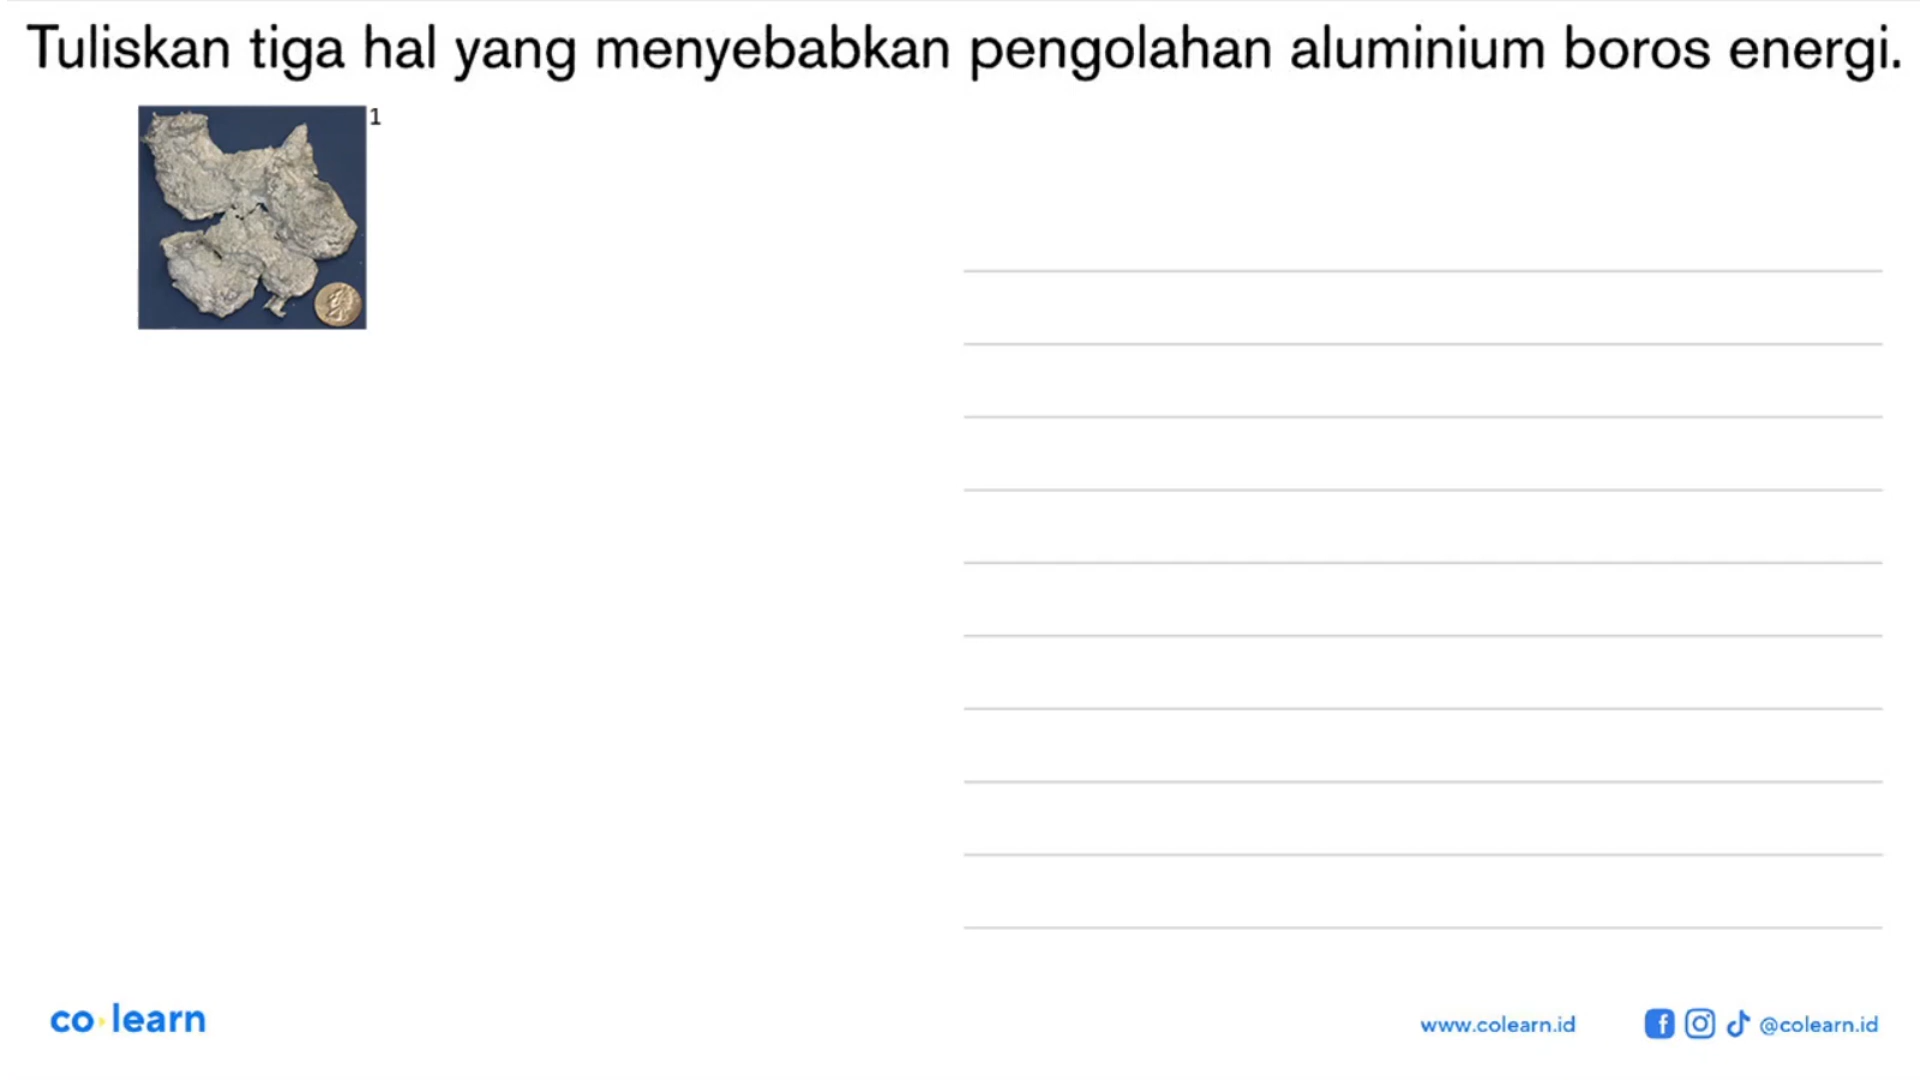 Tuliskan tiga hal yang menyebabkan pengolahan aluminium boros energi.
1
co learn
www.colearn.id
@colearn.id